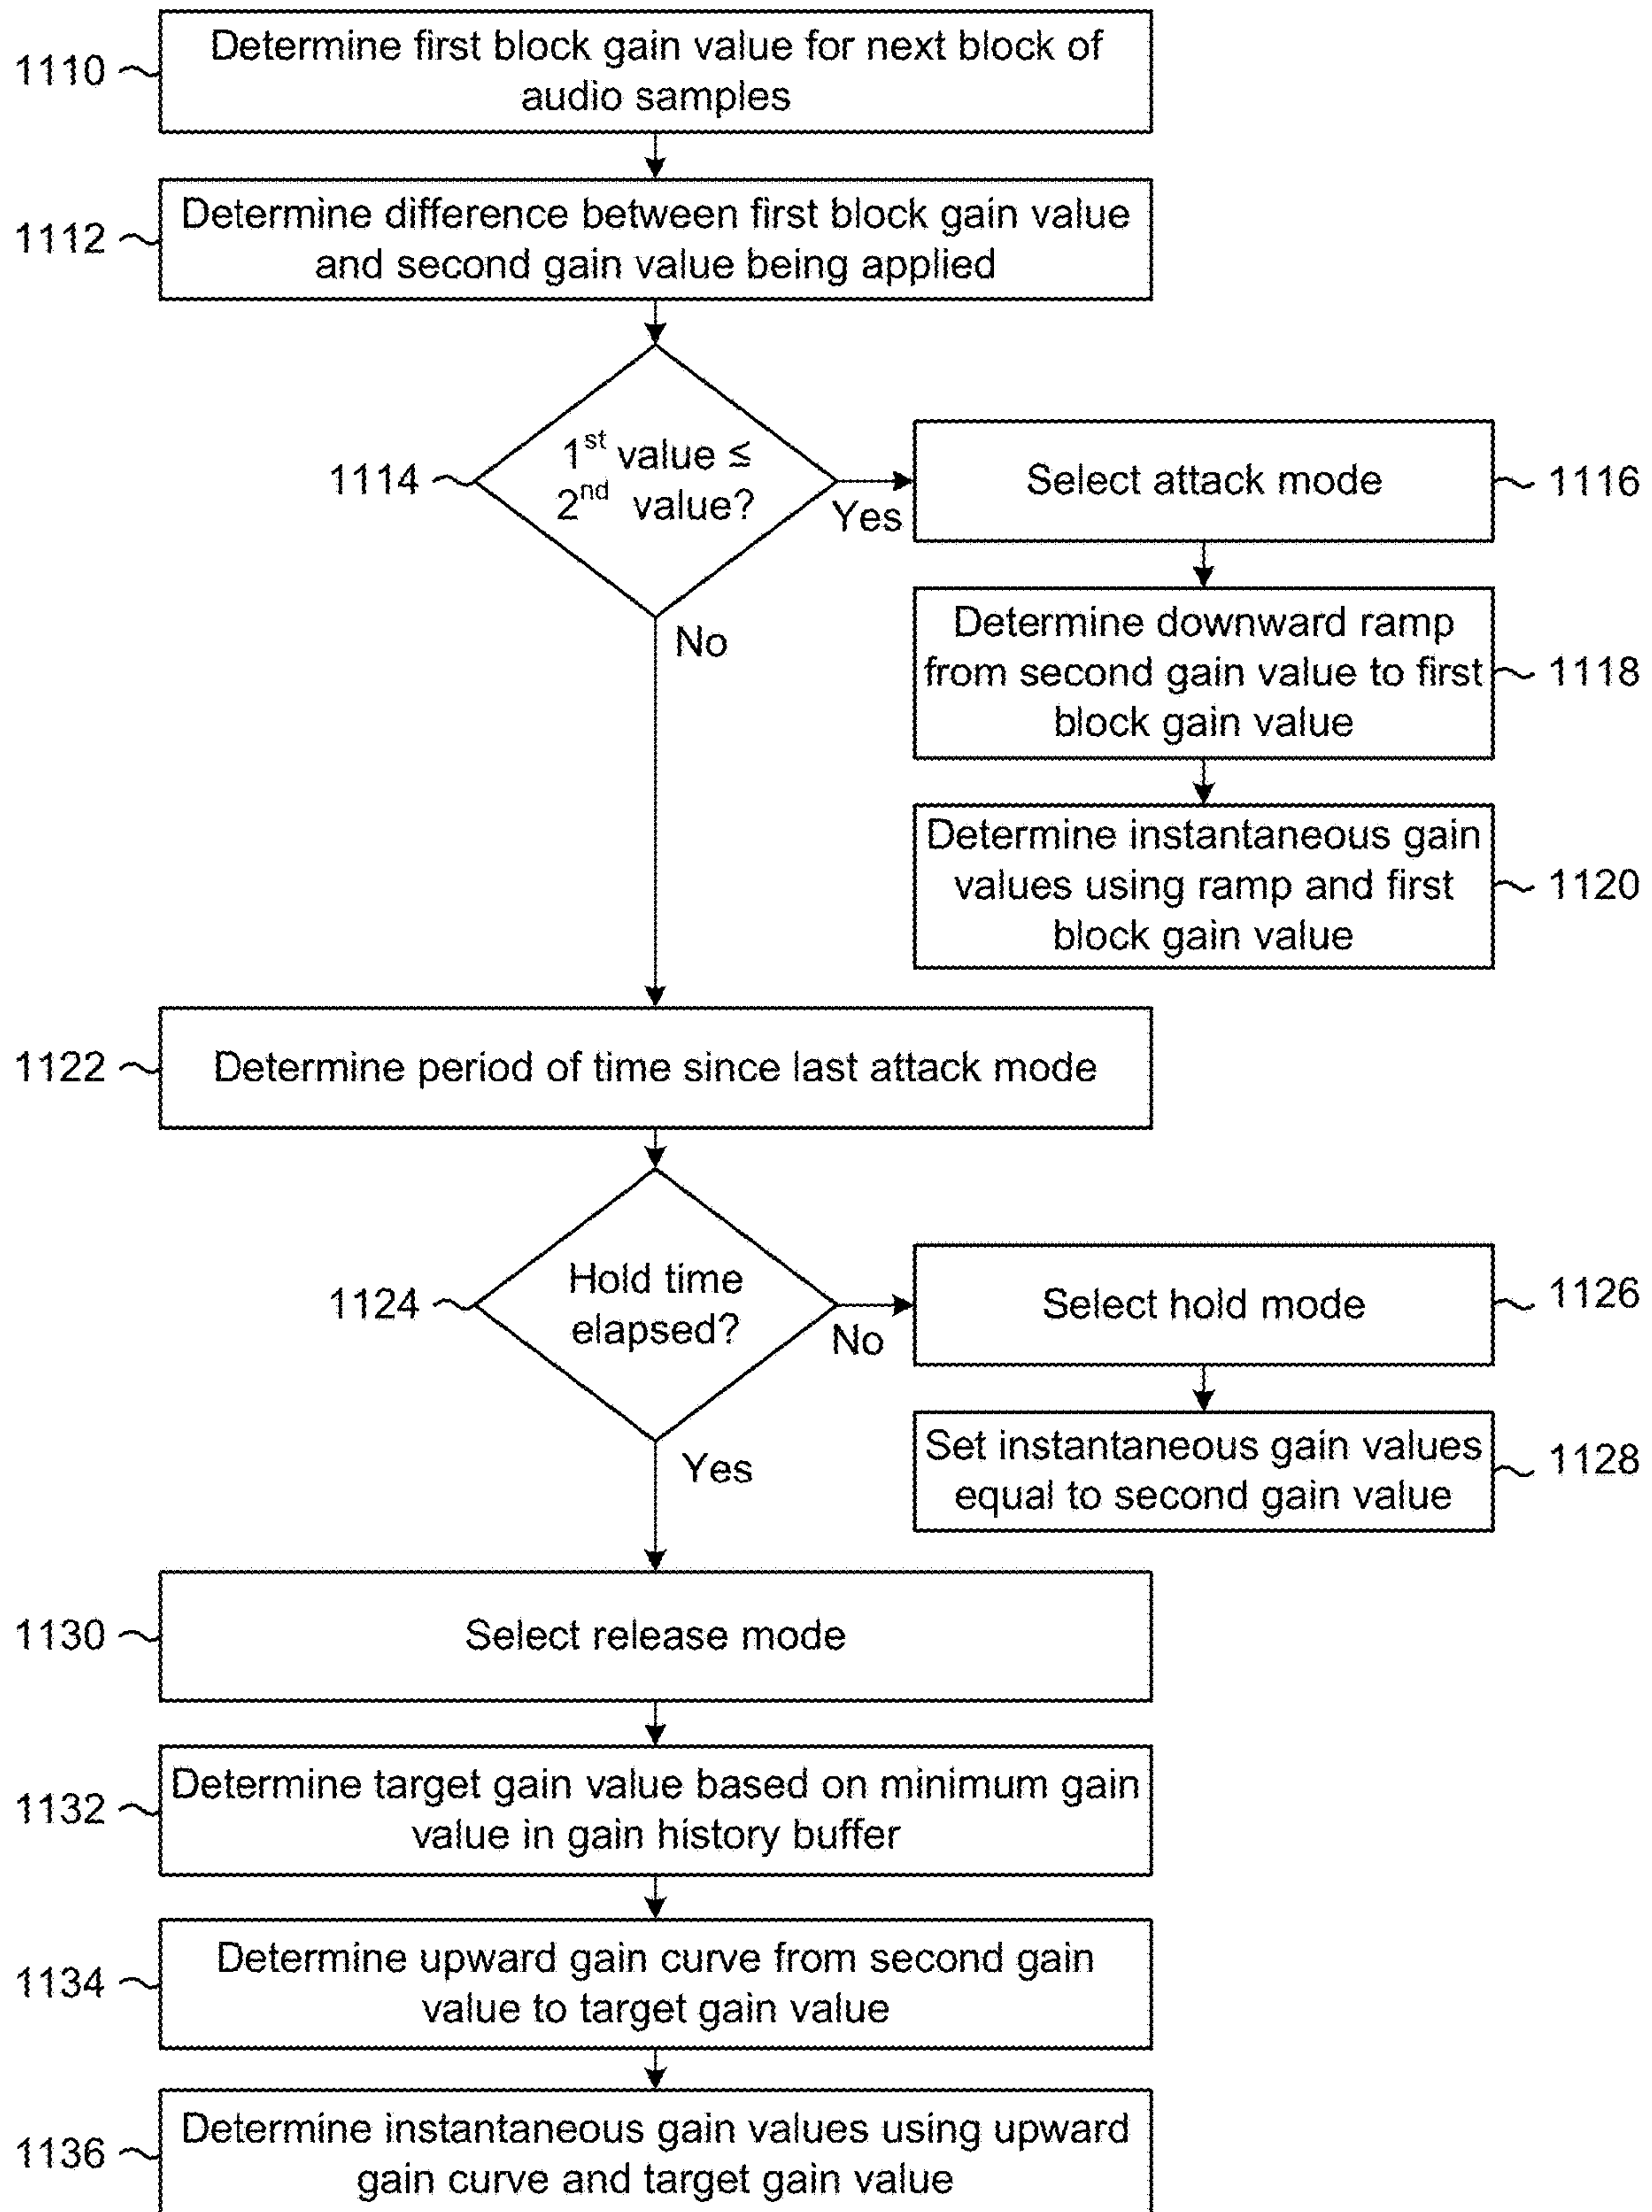 1110
Determine first block gain value for next block of
audio samples
1112
Determine difference between first block gain value
and second gain value being applied
1114
1st value ≦
2nd value?
Yes
No
Select attack mode
1116
Determine downward ramp
from second gain value to first
block gain value
1118
Determine instantaneous gain
values using ramp and first
block gain value
1120
1122
Determine period of time since last attack mode
1124
Hold time
elapsed?
No
Yes
Select hold mode
1126
Set instantaneous gain values
equal to second gain value
1128
1130
Select release mode
1132
Determine target gain value based on minimum gain
value in gain history buffer
1134
Determine upward gain curve from second gain
value to target gain value
1136
Determine instantaneous gain values using upward
gain curve and target gain value